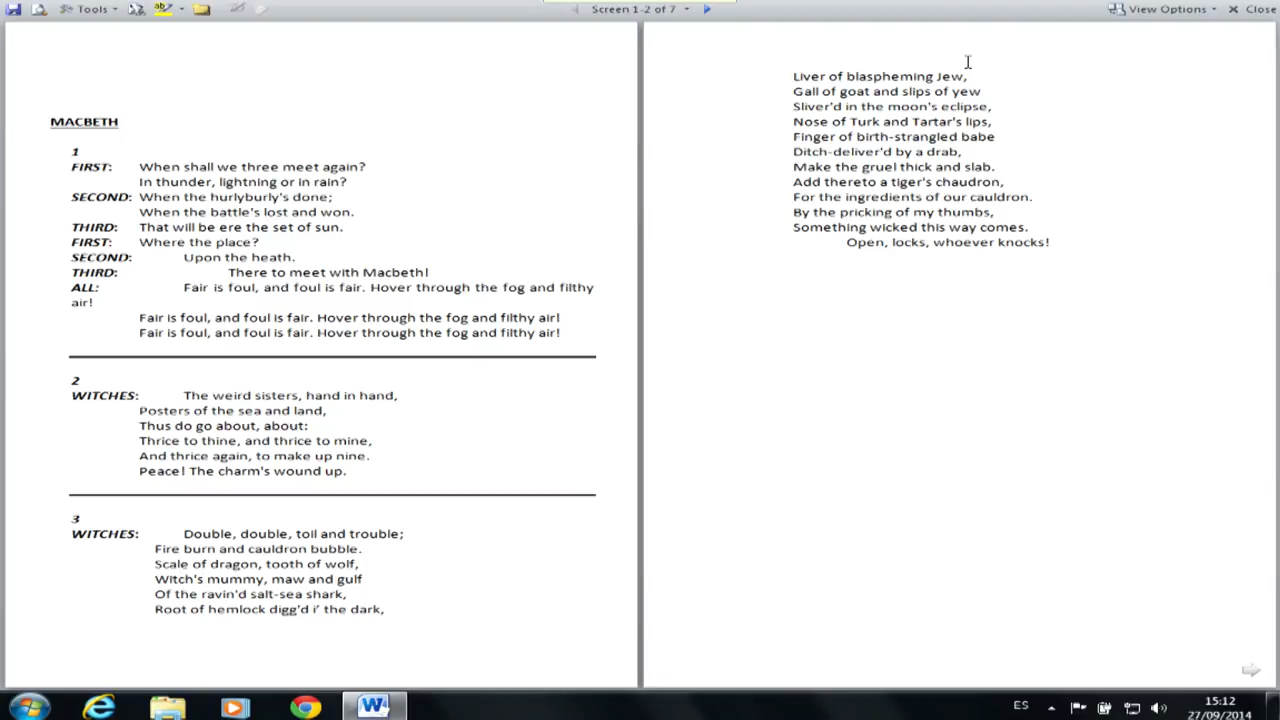 Tools
Screen 1-2 of 7
View Options
Close
MACBETH
1
FIRST: When shall we three meet again?
In thunder, lightning or in rain?
SECOND: When the hurlyburly's done;
When the battle's lost and won.
THIRD: That will be ere the set of sun.
FIRST: Where the place?
SECOND: Upon the heath.
THIRD: There to meet with Macbeth!
ALL: Fair is foul, and foul is fair. Hover through the fog and filthy
air!
Fair is foul, and foul is fair. Hover through the fog and filthy air!
Fair is foul, and foul is fair. Hover through the fog and filthy air!
2
WITCHES: The weird sisters, hand in hand,
Posters of the sea and land,
Thus do go about, about:
Thrice to thine, and thrice to mine,
And thrice again, to make up nine.
Peace! The charm's wound up.
3
WITCHES: Double, double, toil and trouble;
Fire burn and cauldron bubble.
Scale of dragon, tooth of wolf,
Witch's mummy, maw and gulf
Of the ravin'd salt-sea shark,
Root of hemlock digg'd i' the dark,
Liver of blaspheming Jew,
Gall of goat and slips of yew
Sliver'd in the moon's eclipse,
Nose of Turk and Tartar's lips,
Finger of birth-strangled babe
Ditch-deliver'd by a drab,
Make the gruel thick and slab.
Add thereto a tiger's chaudron,
For the ingredients of our cauldron.
By the pricking of my thumbs,
Something wicked this way comes.
Open, locks, whoever knocks!
ES
15:12
27/09/2014